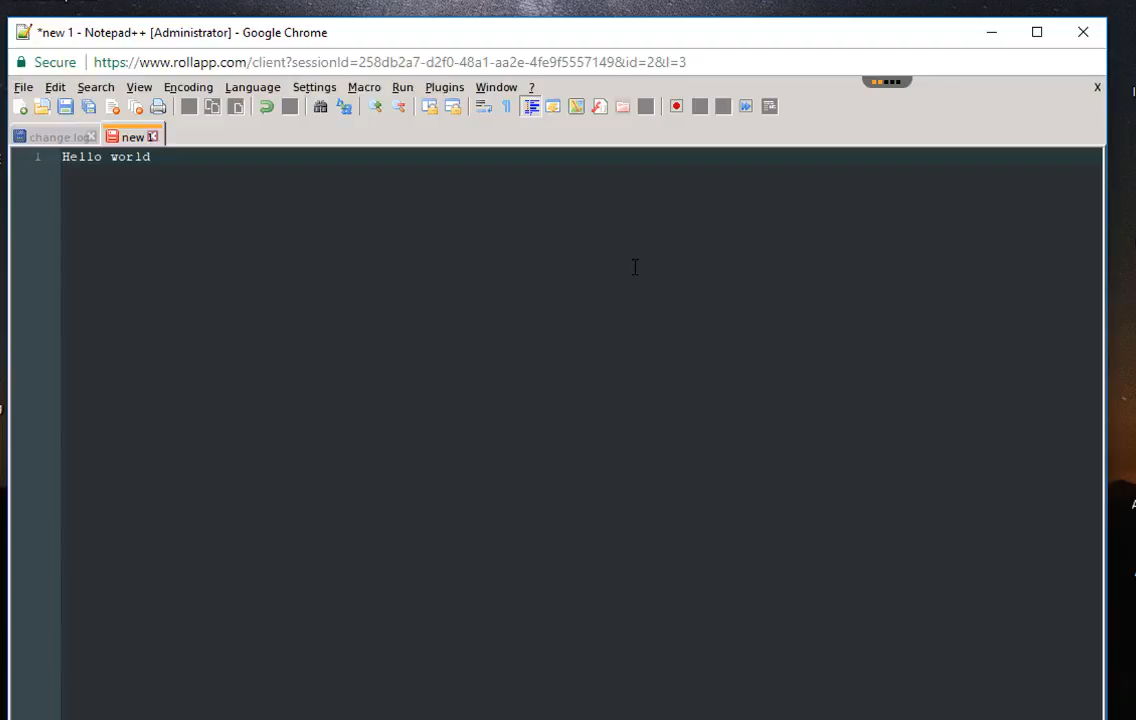 *new 1 - Notepad++ [Administrator] - Google Chrome
Secure https://www.rollapp.com/client?sessionId=258db2a7-d2f0-48a1-aa2e-4fe9f5557149&id=2&l=3
File Edit Search View Encoding Language Settings Macro Run Plugins Window ? X
change log new 1
1 Hello world